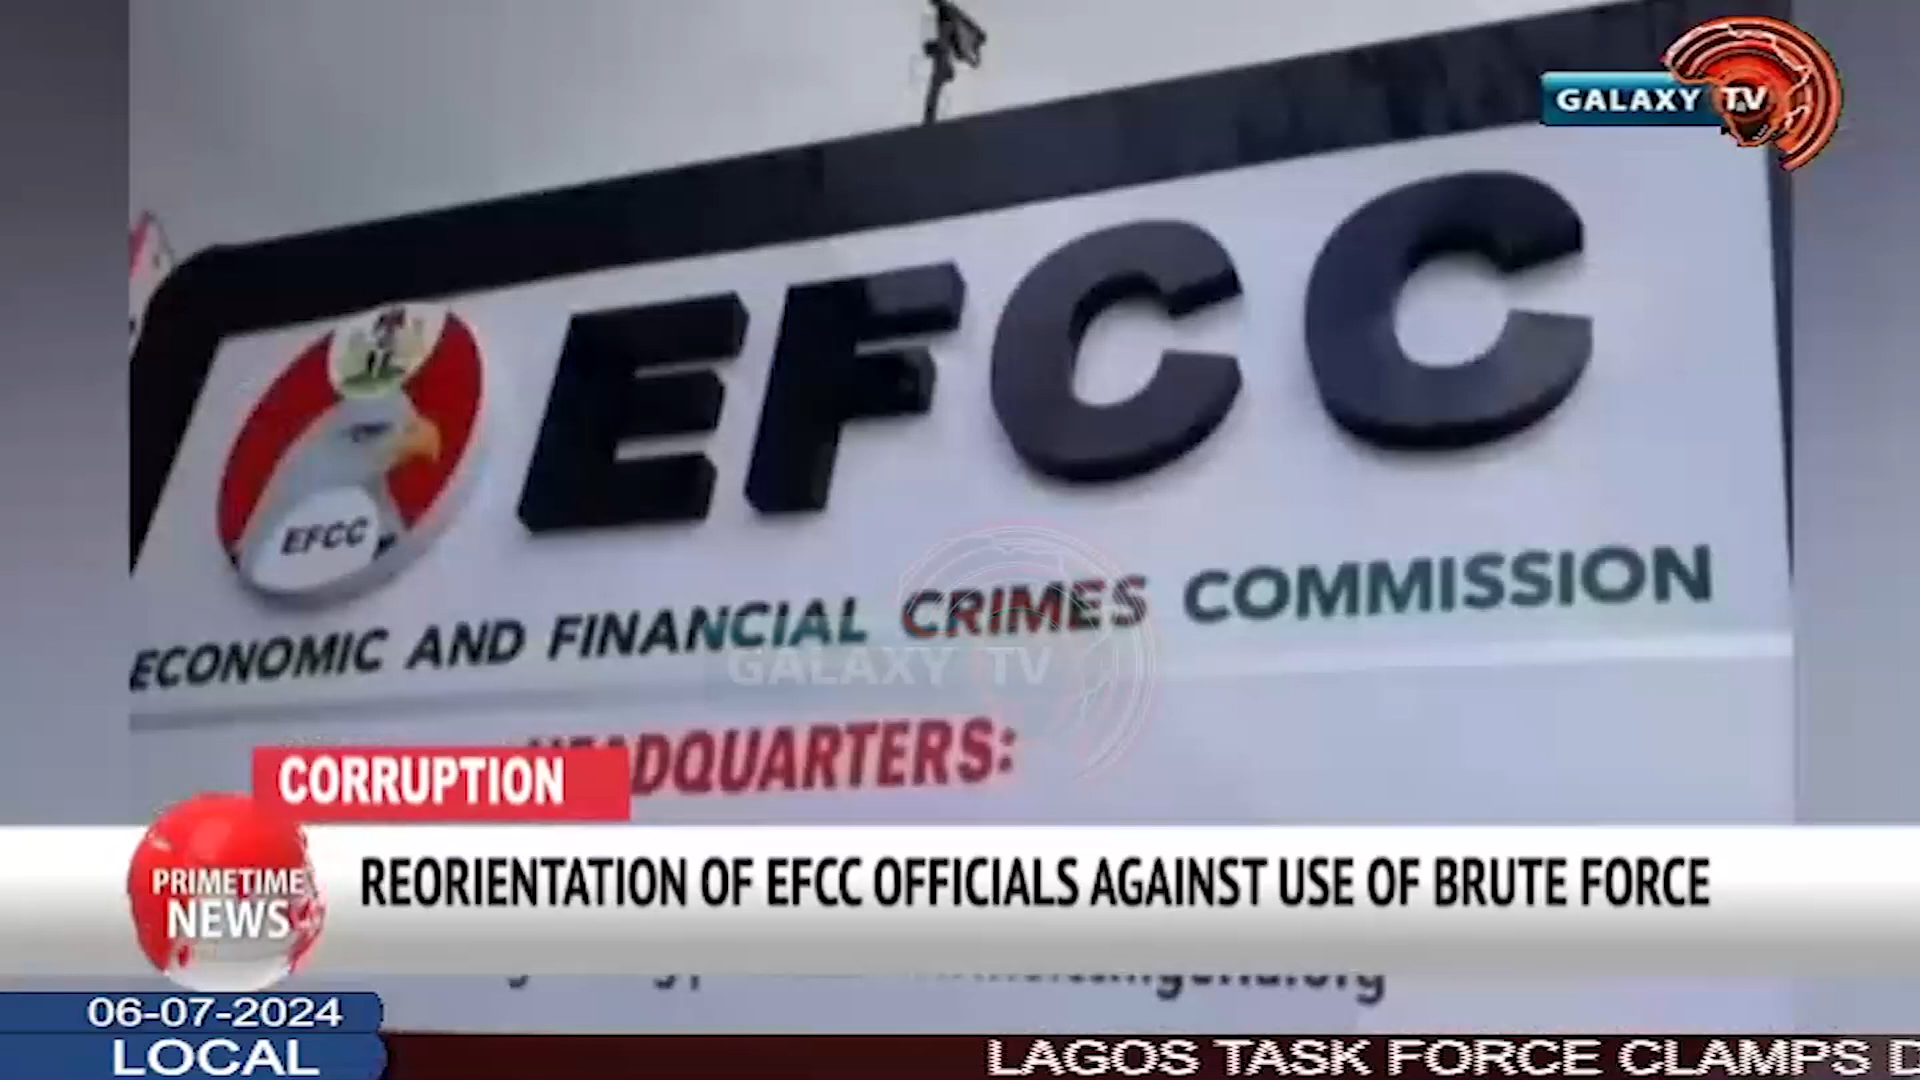 GALAXY TV
EFCC
EFCC
ECONOMIC AND FINANCIAL CRIMES COMMISSION
GALAXY TV
HEADQUARTERS:
CORRUPTION
PRIMETIME
NEWS
REORIENTATION OF EFCC OFFICIALS AGAINST USE OF BRUTE FORCE
06-07-2024
LOCAL
LAGOS TASK FORCE CLAMPS D